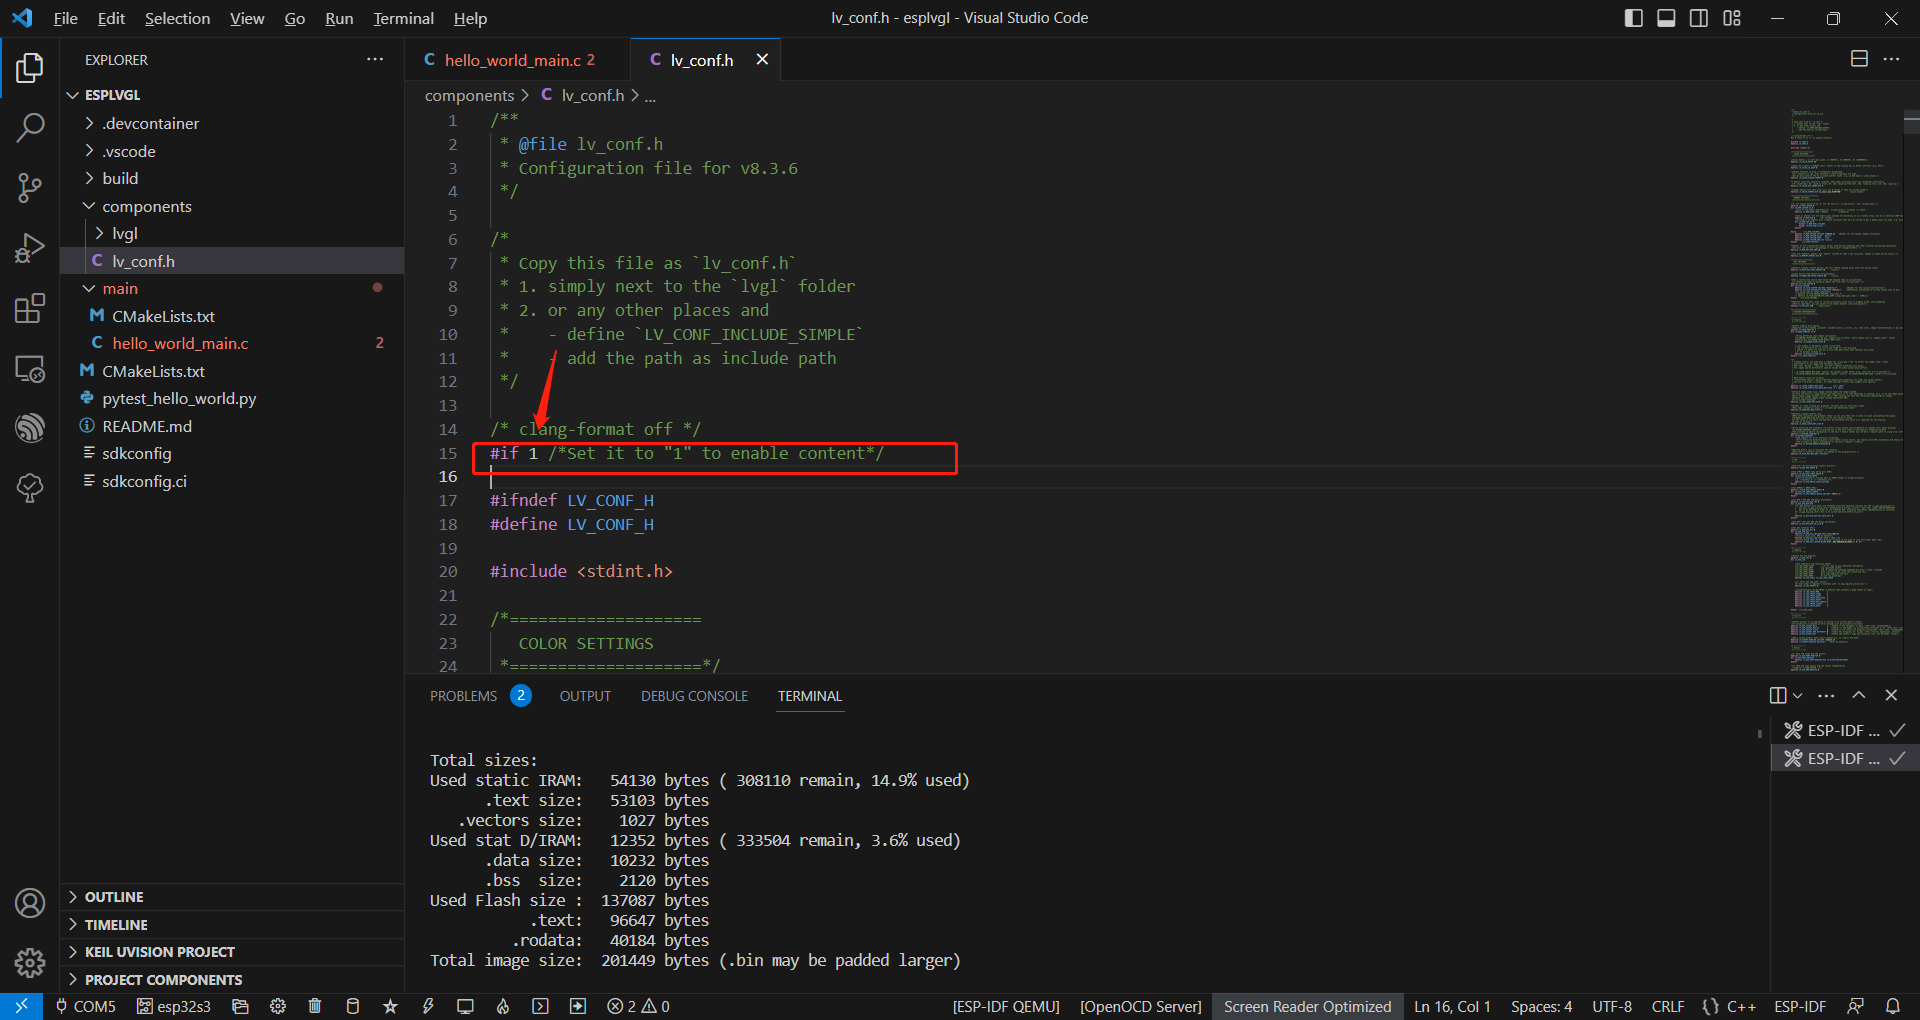 File Edit Selection View Go Run Terminal Help
lv_conf.h - esplvgl - Visual Studio Code
EXPLORER
ESPLVGL
.devcontainer
.vscode
build
components
lvgl
C lv_conf.h
main
M CMakeLists.txt
C hello_world_main.c 2
M CMakeLists.txt
pytest_hello_world.py
README.md
sdkconfig
sdkconfig.ci
OUTLINE
TIMELINE
KEIL UVISION PROJECT
PROJECT COMPONENTS
C hello_world_main.c 2
C lv_conf.h
components > C lv_conf.h > ...
1 /**
2 * @file lv_conf.h
3 * Configuration file for v8.3.6
4 */
5
6 /*
7 * Copy this file as `lv_conf.h`
8 * 1. simply next to the `lvgl` folder
9 * 2. or any other places and
10 * - define `LV_CONF_INCLUDE_SIMPLE`
11 * - add the path as include path
12 */
13
14 /* clang-format off */
15 #if 1 /*Set it to "1" to enable content*/
16
17 #ifndef LV_CONF_H
18 #define LV_CONF_H
19
20 #include <stdint.h>
21
22 /*====================
23 COLOR SETTINGS
24 *====================*/
PROBLEMS 2 OUTPUT DEBUG CONSOLE TERMINAL
Total sizes:
Used static IRAM: 54130 bytes ( 308110 remain, 14.9% used)
.text size: 53103 bytes
.vectors size: 1027 bytes
Used stat D/IRAM: 12352 bytes ( 333504 remain, 3.6% used)
.data size: 10232 bytes
.bss size: 2120 bytes
Used Flash size : 137087 bytes
.text: 96647 bytes
.rodata: 40184 bytes
Total image size: 201449 bytes (.bin may be padded larger)
ESP-IDF ...
ESP-IDF ...
COM5 esp32s3 2 0 [ESP-IDF QEMU] [OpenOCD Server] Screen Reader Optimized Ln 16, Col 1 Spaces: 4 UTF-8 CRLF {} C++ ESP-IDF